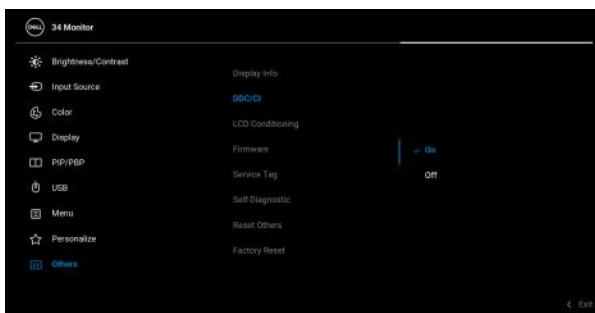 DELL 34 Monitor
Brightness/Contrast
Input Source
Color
Display
PIP/PBP
USB
Menu
Personalize
Others
Display Info
DDC/CI
LCD Conditioning
Firmware
Service Tag
Self-Diagnostic
Reset Others
Factory Reset
On
Off
Exit